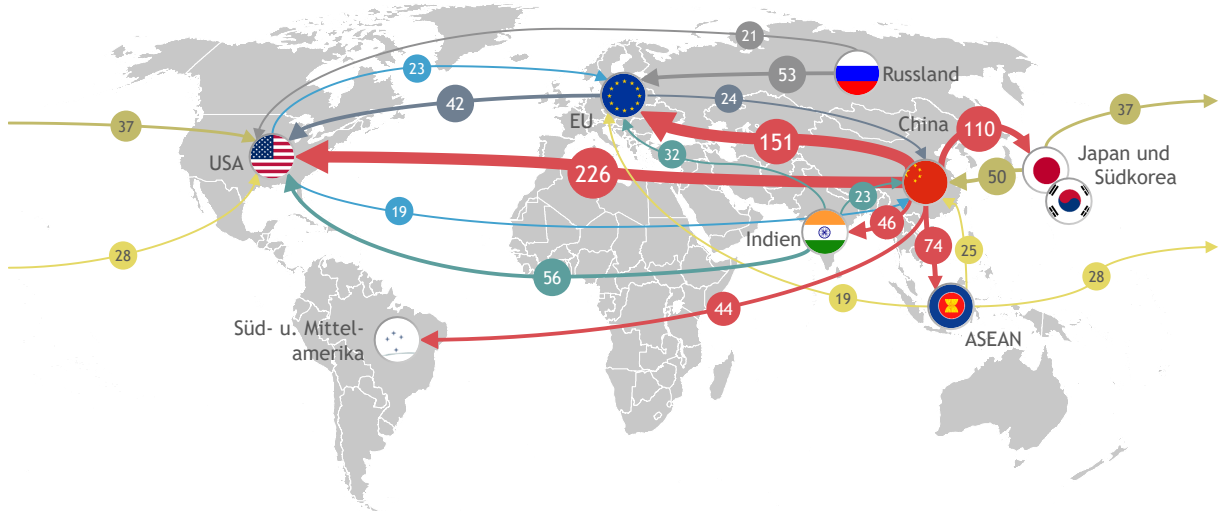 21
23
53
Russland
42
24
37
110
37
EU
China
151
32
USA
226
50
Japan und
Südkorea
23
19
46
Indien
74
25
28
56
28
19
44
Süd- u. Mittel-
amerika
ASEAN